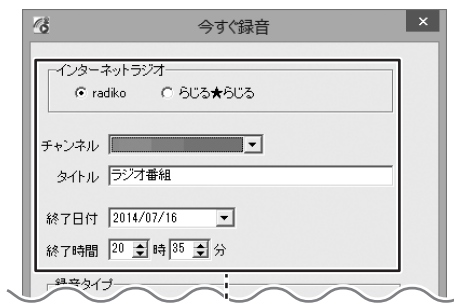 今すぐ録音
インターネットラジオ
radiko らじる★らじる
チャンネル
タイトル ラジオ番組
終了日付 2014/07/16
終了時間 20 時 35 分
録音タイプ